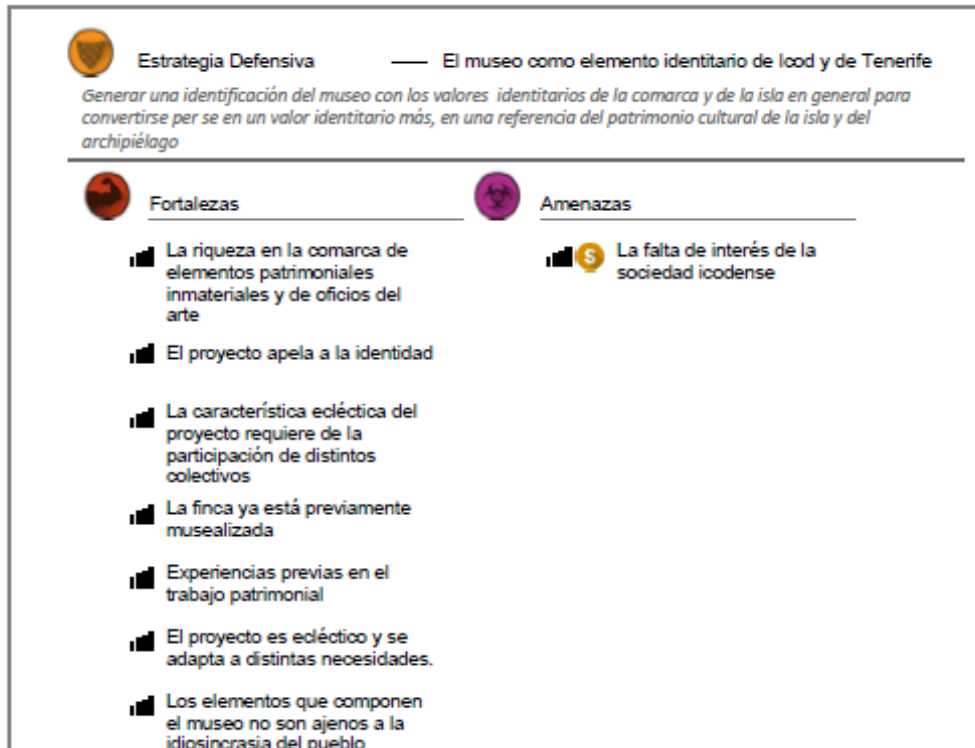 Estrategia Defensiva — El museo como elemento identitario de Icod y de Tenerife
Generar una identificación del museo con los valores identitarios de la comarca y de la isla en general para
convertirse per se en un valor identitario más, en una referencia del patrimonio cultural de la isla y del
archipiélago
Fortalezas
La riqueza en la comarca de
elementos patrimoniales
inmateriales y de oficios del
arte
El proyecto apela a la identidad
La característica ecléctica del
proyecto requiere de la
participación de distintos
colectivos
La finca ya está previamente
musealizada
Experiencias previas en el
trabajo patrimonial
El proyecto es ecléctico y se
adapta a distintas necesidades.
Los elementos que componen
el museo no son ajenos a la
idiosincrasia del pueblo
Amenazas
S
La falta de interés de la
sociedad icodense